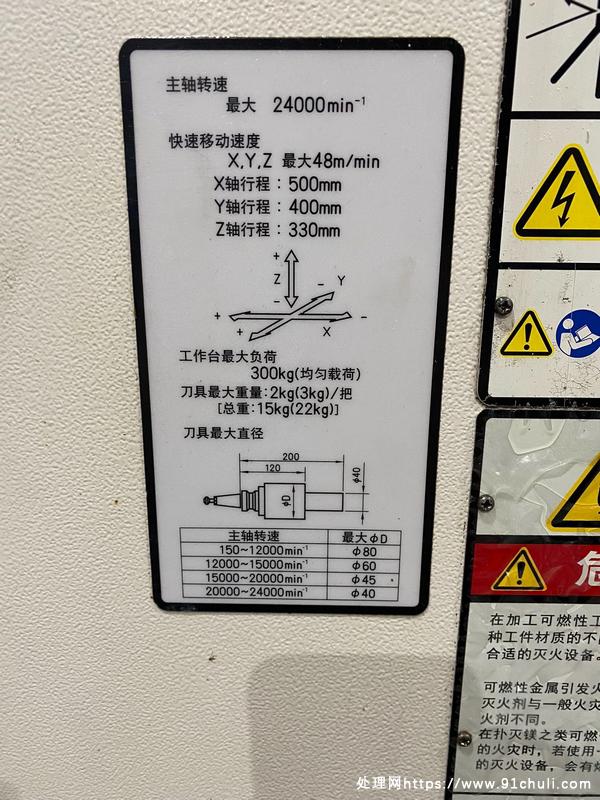 主轴转速
最大 24000min⁻¹
快速移动速度
X,Y,Z 最大48m/min
X轴行程：500mm
Y轴行程：400mm
Z轴行程：330mm
+
Z
-
- Y
+
-
+
X
工作台最大负荷
300kg(均匀载荷)
刀具最大重量:2kg(3kg)/把
[总重:15kg(22kg)]
刀具最大直径
200
120
φD
φ40
主轴转速 最大φD
150~12000min⁻¹ φ80
12000~15000min⁻¹ φ60
15000~20000min⁻¹ φ45
20000~24000min⁻¹ φ40
危
在加工可燃性工
种工件材质的不
合适的灭火设备。
可燃性金属引发火
灭火剂与一般火灾
火剂不同。
在扑灭镁之类可燃
的火灾时，若使用一
的灭火设备，会有
处理网https://www.91chuli.com